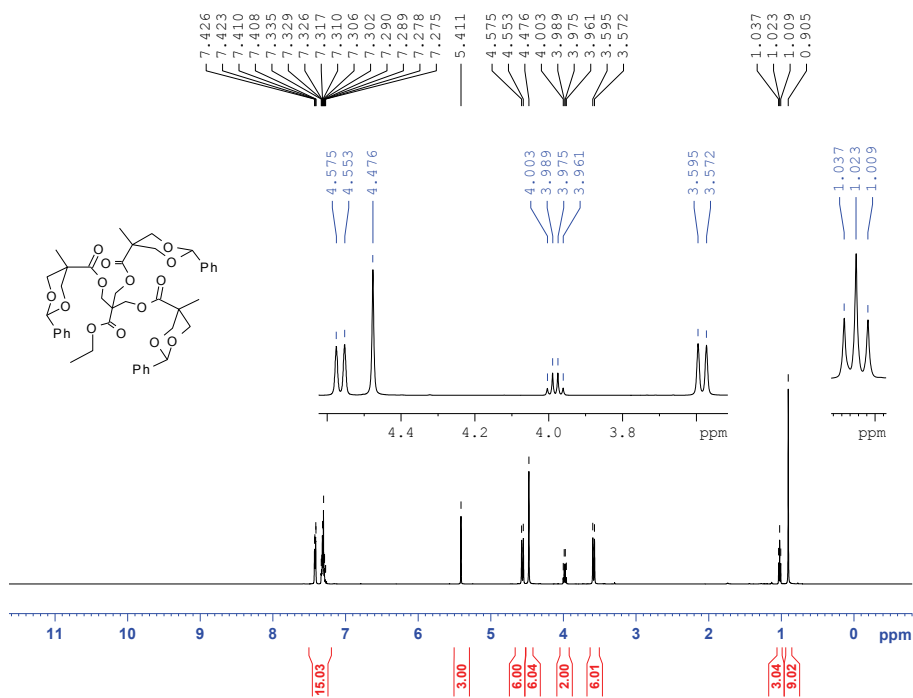 7.426 7.423 7.410 7.408 7.335 7.329 7.326 7.317 7.310 7.306 7.302 7.290 7.289 7.278 7.275 5.411 4.575 4.553 4.476 4.003 3.989 3.975 3.961 3.595 3.572 1.037 1.023 1.009 0.905
4.575 4.553 4.476 4.003 3.989 3.975 3.961 3.595 3.572 1.037 1.023 1.009
O O O Ph
O O O
O O O
Ph O O O O Ph
4.4 4.2 4.0 3.8 ppm ppm
11 10 9 8 7 6 5 4 3 2 1 0 ppm
15.03 3.00 6.00 6.04 2.00 6.01 3.04 9.02